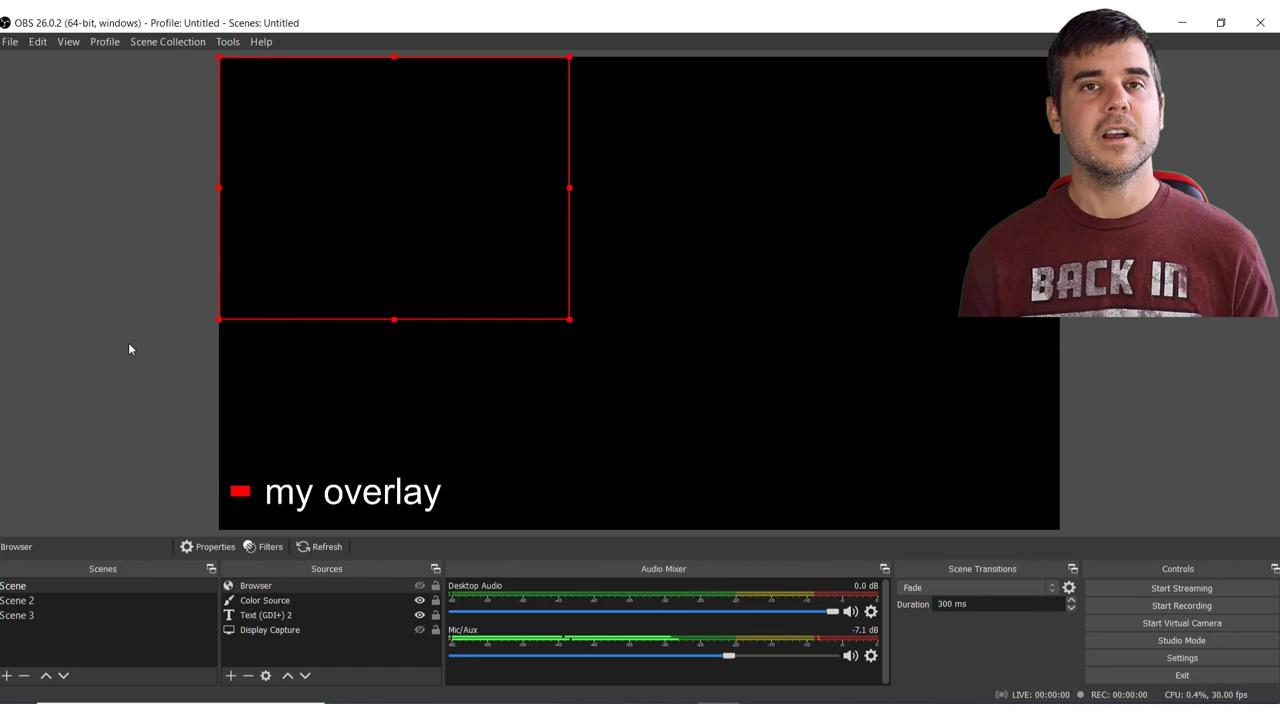 OBS 26.0.2 (64-bit, windows) - Profile: Untitled - Scenes: Untitled
File Edit View Profile Scene Collection Tools Help
BACK IN
my overlay
Browser Properties Filters Refresh
Scenes Sources Audio Mixer Scene Transitions Controls
Scene
Scene 2
Scene 3
Browser
Color Source
Text (GDI+) 2
Display Capture
Desktop Audio 0.0 dB
Mic/Aux -7.1 dB
Fade
Duration 300 ms
Start Streaming
Start Recording
Start Virtual Camera
Studio Mode
Settings
Exit
LIVE: 00:00:00 REC: 00:00:00 CPU: 0.4%, 30.00 fps